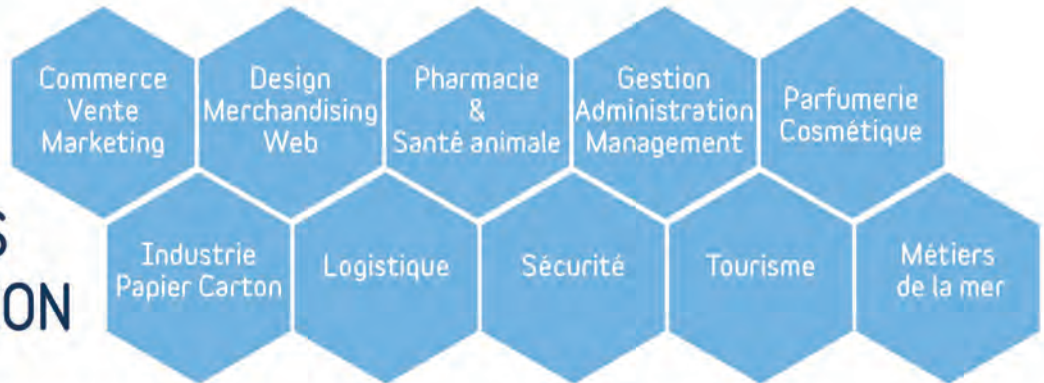 Commerce
Vente
Marketing
Design
Merchandising
Web
Pharmacie
&
Santé animale
Gestion
Administration
Management
Parfumerie
Cosmétique
S
ON
Industrie
Papier Carton
Logistique
Sécurité
Tourisme
Métiers
de la mer